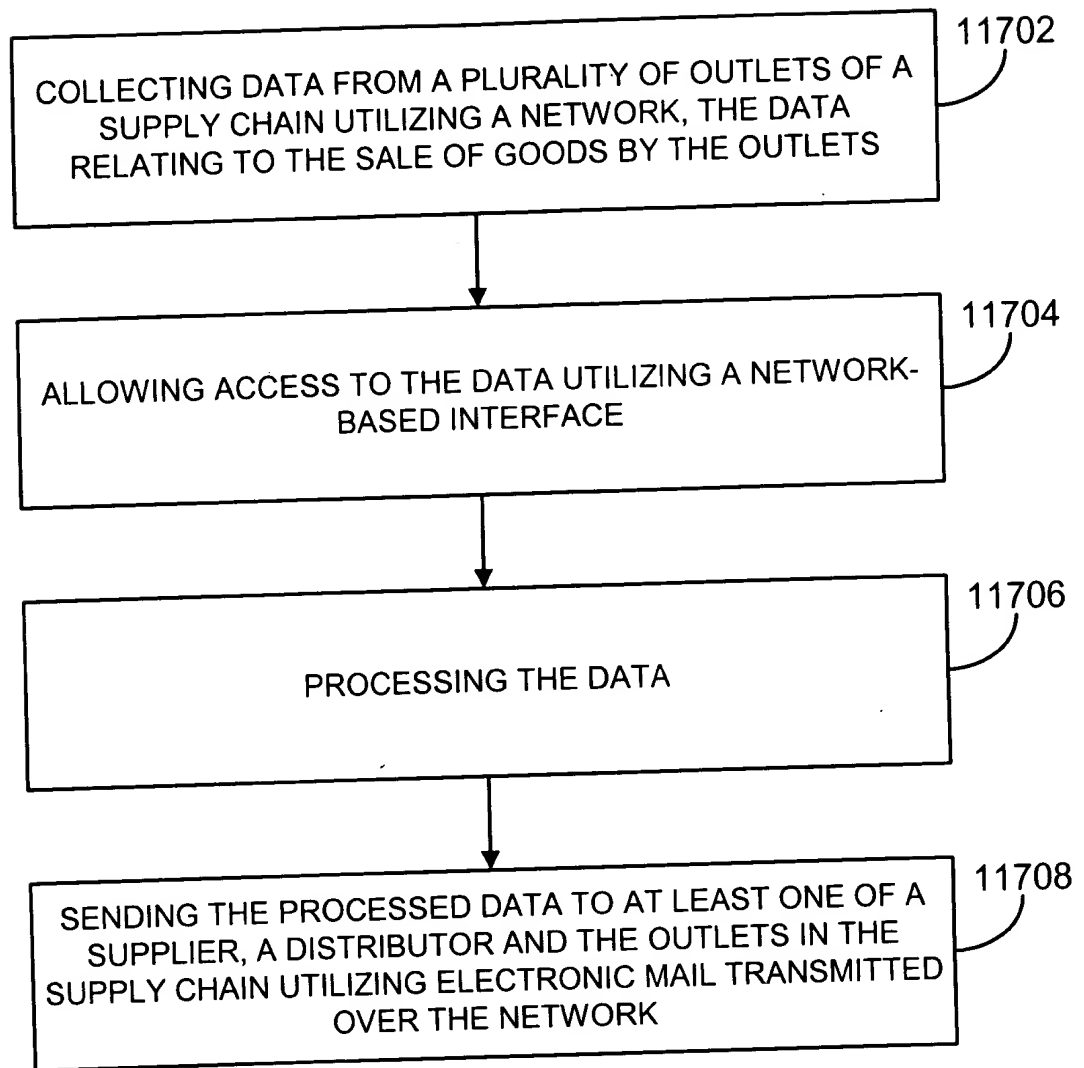 11702
COLLECTING DATA FROM A PLURALITY OF OUTLETS OF A
SUPPLY CHAIN UTILIZING A NETWORK, THE DATA
RELATING TO THE SALE OF GOODS BY THE OUTLETS
11704
ALLOWING ACCESS TO THE DATA UTILIZING A NETWORK-
BASED INTERFACE
11706
PROCESSING THE DATA
11708
SENDING THE PROCESSED DATA TO AT LEAST ONE OF A
SUPPLIER, A DISTRIBUTOR AND THE OUTLETS IN THE
SUPPLY CHAIN UTILIZING ELECTRONIC MAIL TRANSMITTED
OVER THE NETWORK